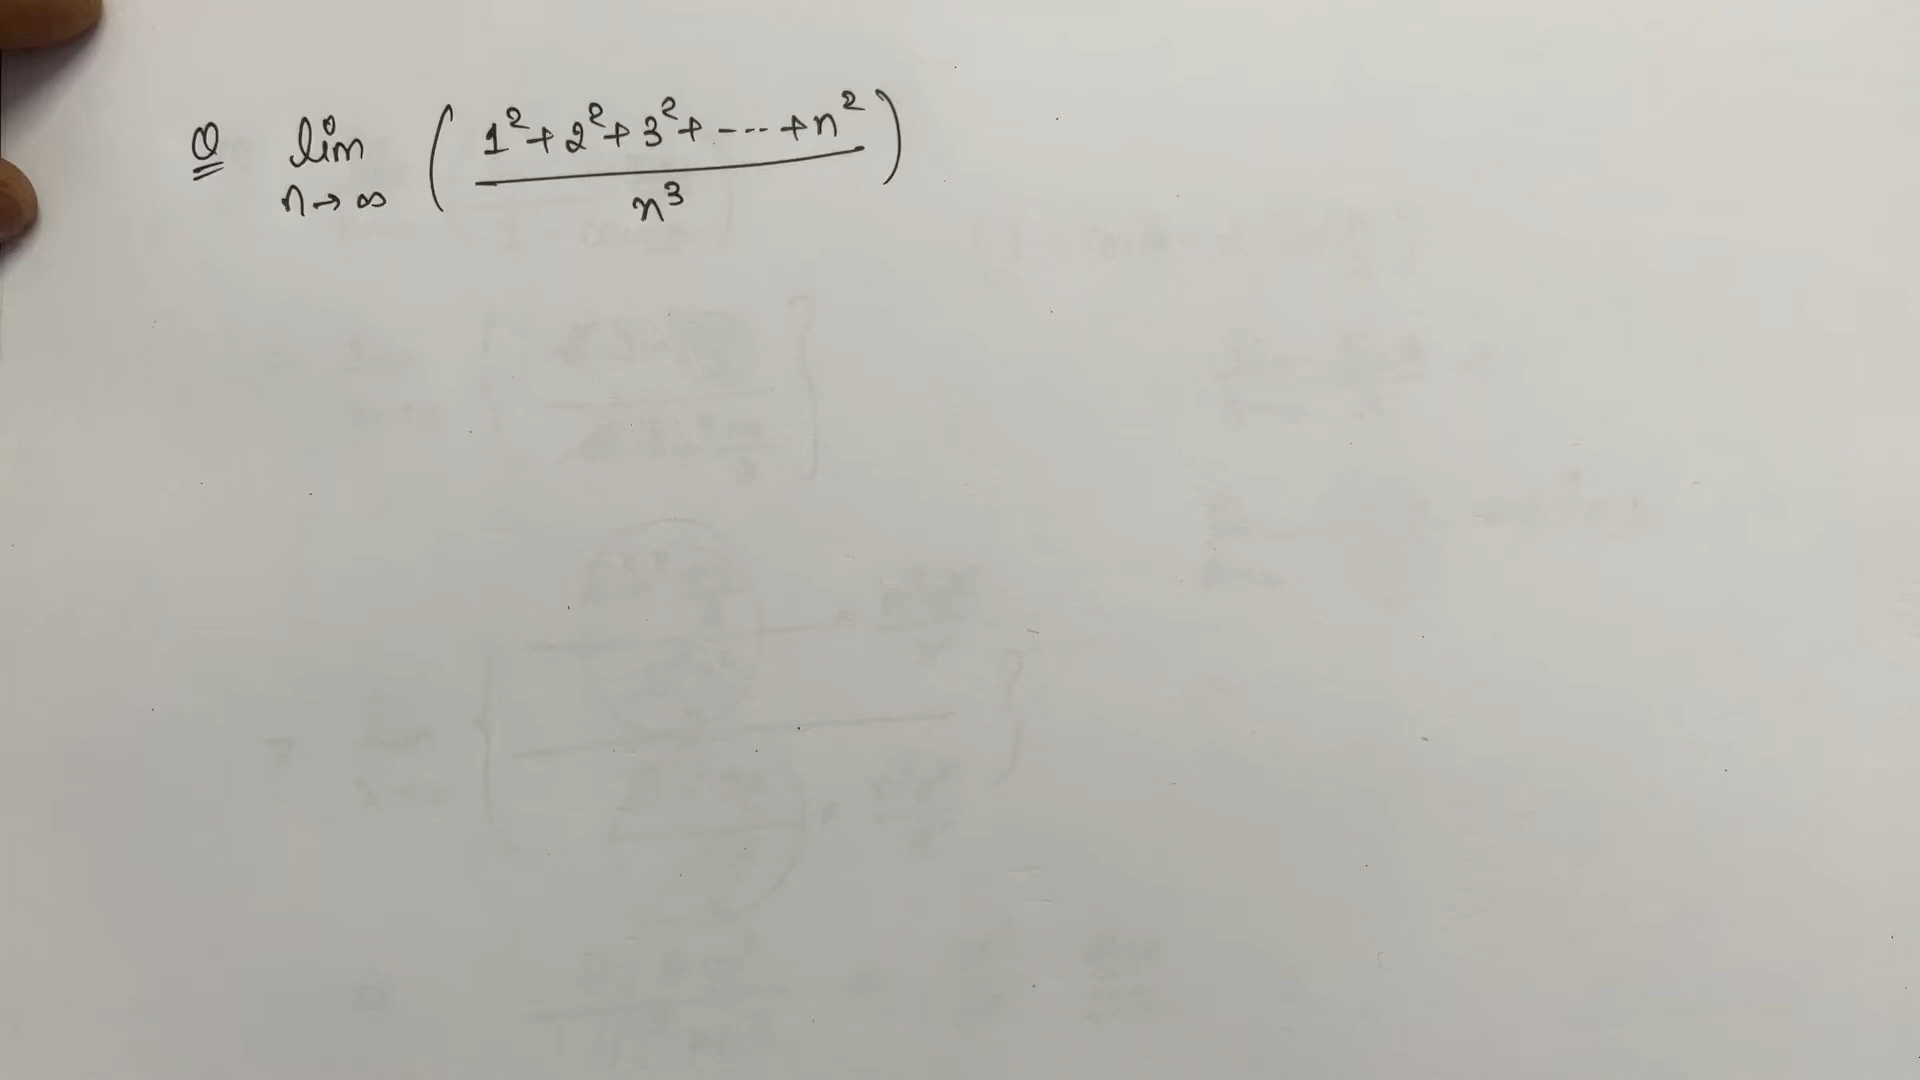 Q lim n→∞ ( 1²+2²+3²+----+n² / n³ )